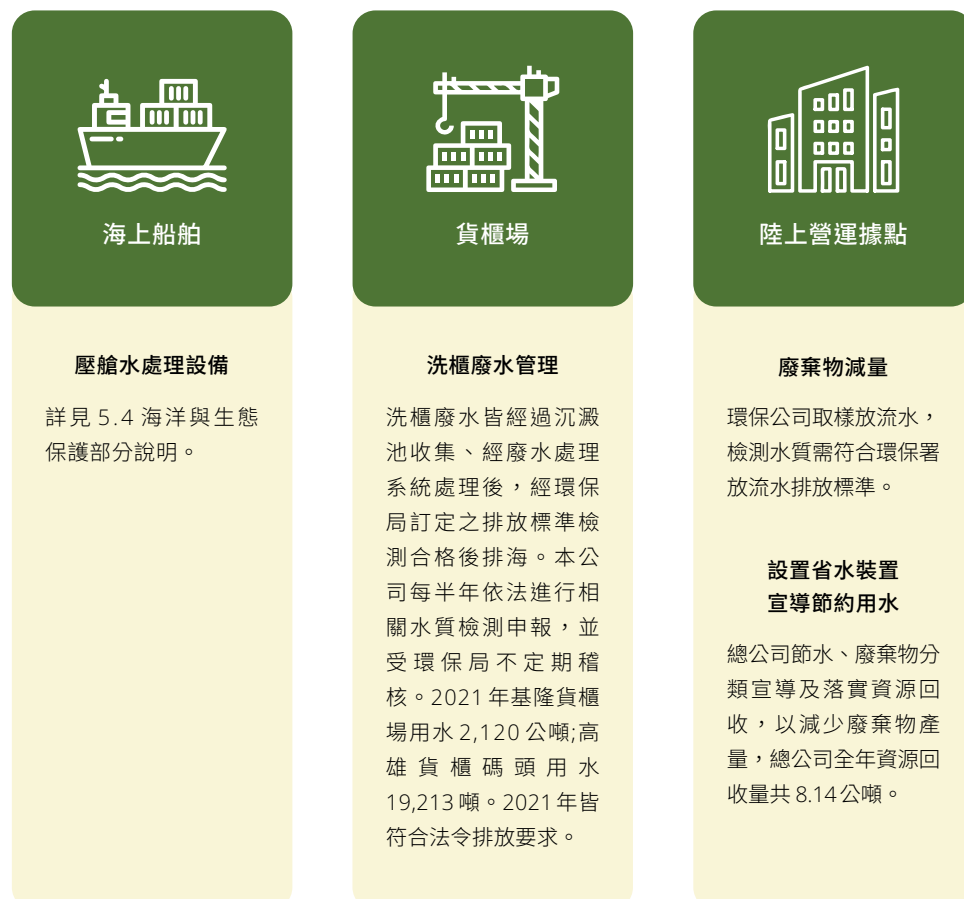 海上船舶
壓艙水處理設備
詳見 5.4 海洋與生態
保護部分說明。
貨櫃場
洗櫃廢水管理
洗櫃廢水皆經過沉澱
池收集、經廢水處理
系統處理後，經環保
局訂定之排放標準檢
測合格後排海。本公
司每半年依法進行相
關水質檢測申報，並
受環保局不定期稽
核。2021 年基隆貨櫃
場用水 2,120 公噸;高
雄貨櫃碼頭用水
19,213 噸。2021 年皆
符合法令排放要求。
陸上營運據點
廢棄物減量
環保公司取樣放流水，
檢測水質需符合環保署
放流水排放標準。
設置省水裝置
宣導節約用水
總公司節水、廢棄物分
類宣導及落實資源回
收，以減少廢棄物產
量，總公司全年資源回
收量共 8.14 公噸。